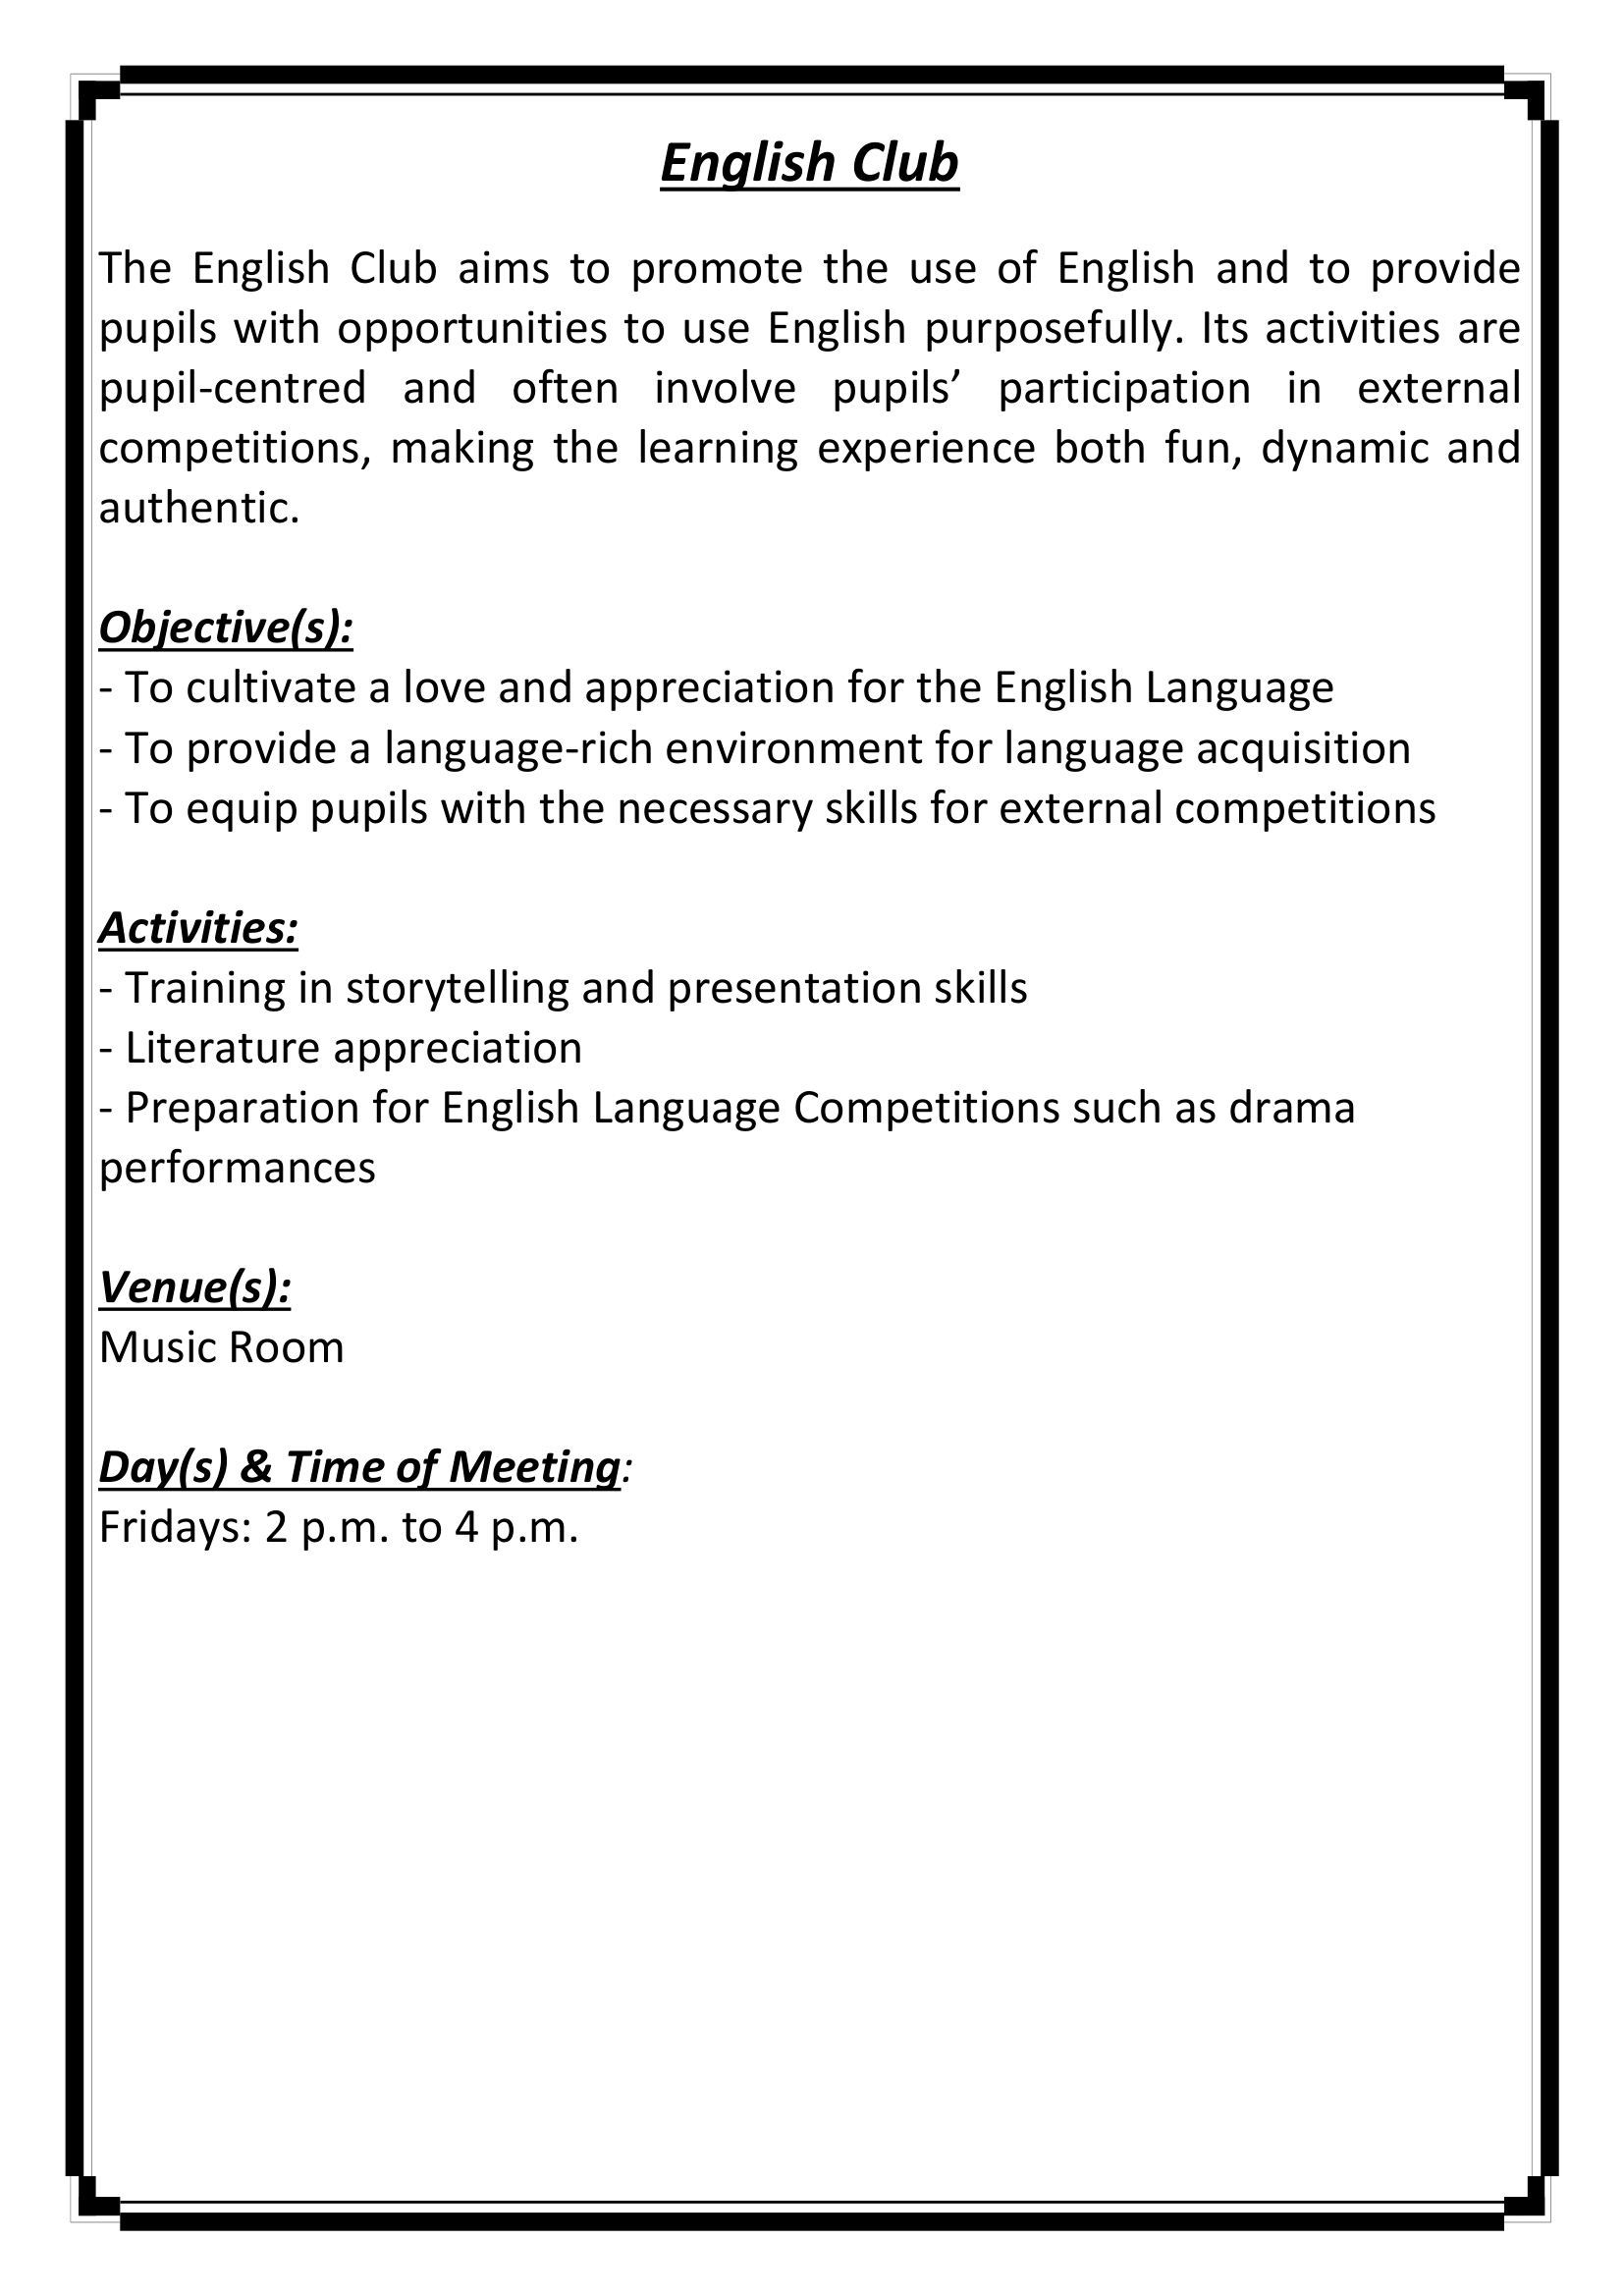 English Club
The English Club aims to promote the use of English and to provide
pupils with opportunities to use English purposefully. Its activities are
pupil-centred and often involve pupils’ participation in external
competitions, making the learning experience both fun, dynamic and
authentic.
Objective(s):
- To cultivate a love and appreciation for the English Language
- To provide a language-rich environment for language acquisition
- To equip pupils with the necessary skills for external competitions
Activities:
- Training in storytelling and presentation skills
- Literature appreciation
- Preparation for English Language Competitions such as drama
performances
Venue(s):
Music Room
Day(s) & Time of Meeting:
Fridays: 2 p.m. to 4 p.m.